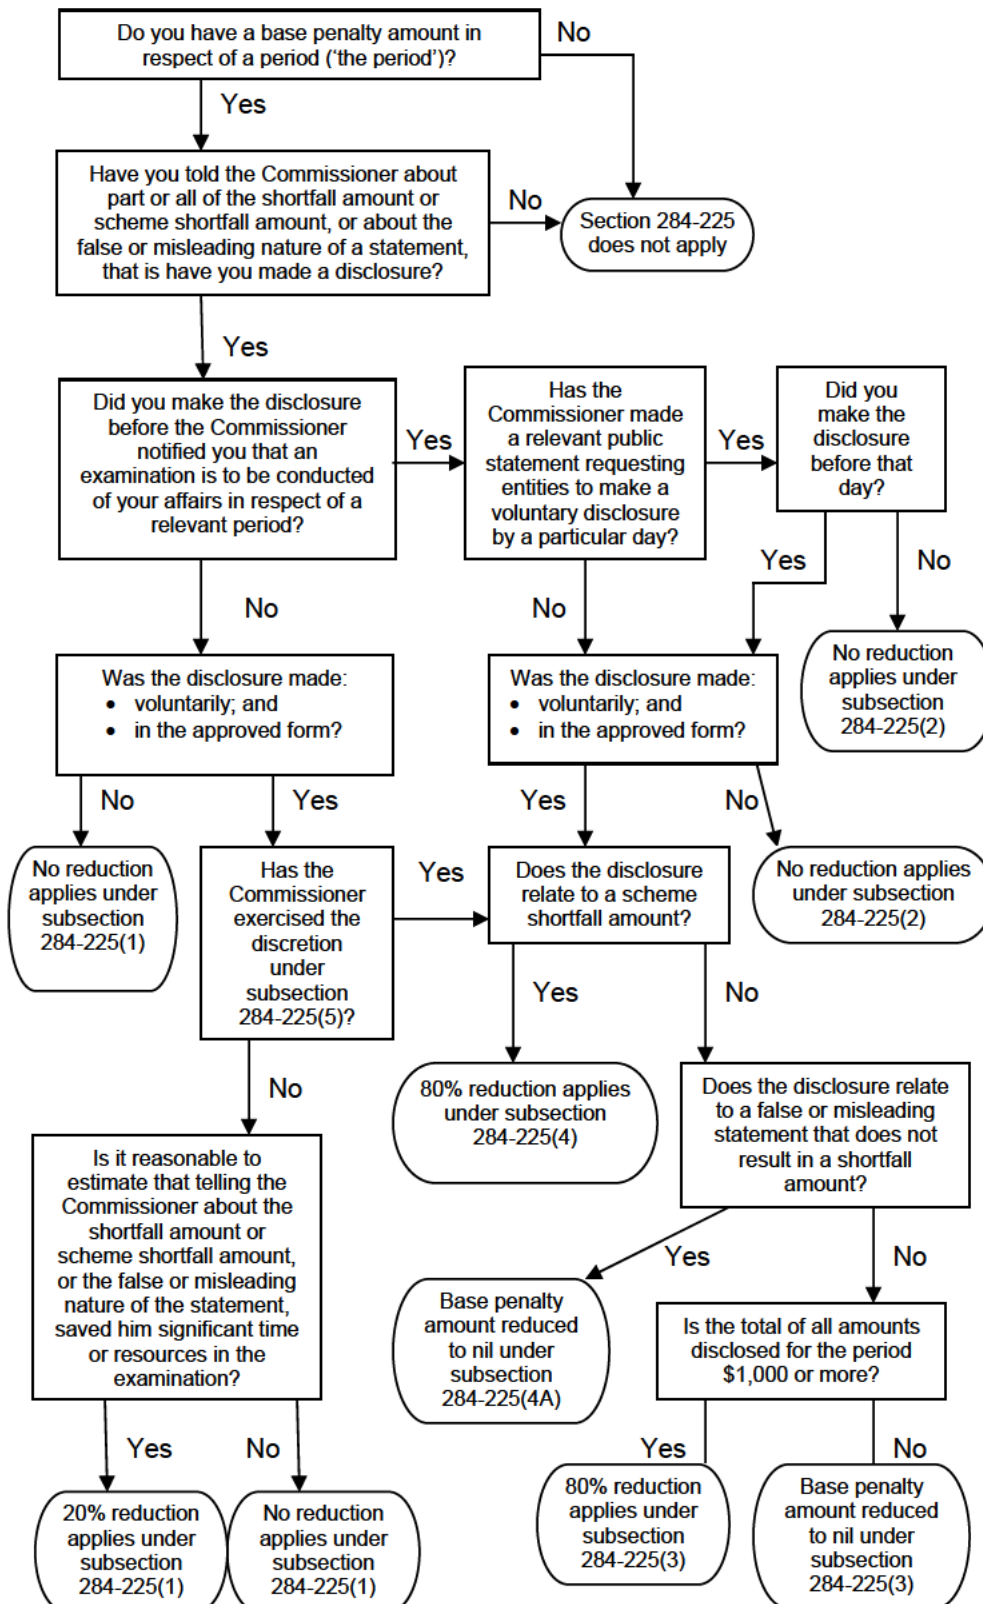 Do you have a base penalty amount in
respect of a period (‘the period’)?
No
Yes
Have you told the Commissioner about
part or all of the shortfall amount or
scheme shortfall amount, or about the
false or misleading nature of a statement,
that is have you made a disclosure?
No
Section 284-225
does not apply
Yes
Did you make the disclosure
before the Commissioner
notified you that an
examination is to be conducted
of your affairs in respect of a
relevant period?
Yes
Has the
Commissioner made
a relevant public
statement requesting
entities to make a
voluntary disclosure
by a particular day?
Yes
Did you
make the
disclosure
before that
day?
No
No
Yes
No
Was the disclosure made:
• voluntarily; and
• in the approved form?
Was the disclosure made:
• voluntarily; and
• in the approved form?
No reduction
applies under
subsection
284-225(2)
No
Yes
Yes
No
No reduction
applies under
subsection
284-225(1)
Has the
Commissioner
exercised the
discretion
under
subsection
284-225(5)?
Yes
Does the disclosure
relate to a scheme
shortfall amount?
No reduction applies
under subsection
284-225(2)
No
Yes
No
80% reduction applies
under subsection
284-225(4)
Does the disclosure relate
to a false or misleading
statement that does not
result in a shortfall
amount?
Is it reasonable to
estimate that telling the
Commissioner about the
shortfall amount or
scheme shortfall amount,
or the false or misleading
nature of the statement,
saved him significant time
or resources in the
examination?
Yes
No
Base penalty
amount reduced
to nil under
subsection
284-225(4A)
Is the total of all amounts
disclosed for the period
$1,000 or more?
Yes
No
Yes
No
20% reduction
applies under
subsection
284-225(1)
No reduction
applies under
subsection
284-225(1)
80% reduction
applies under
subsection
284-225(3)
Base penalty
amount reduced
to nil under
subsection
284-225(3)